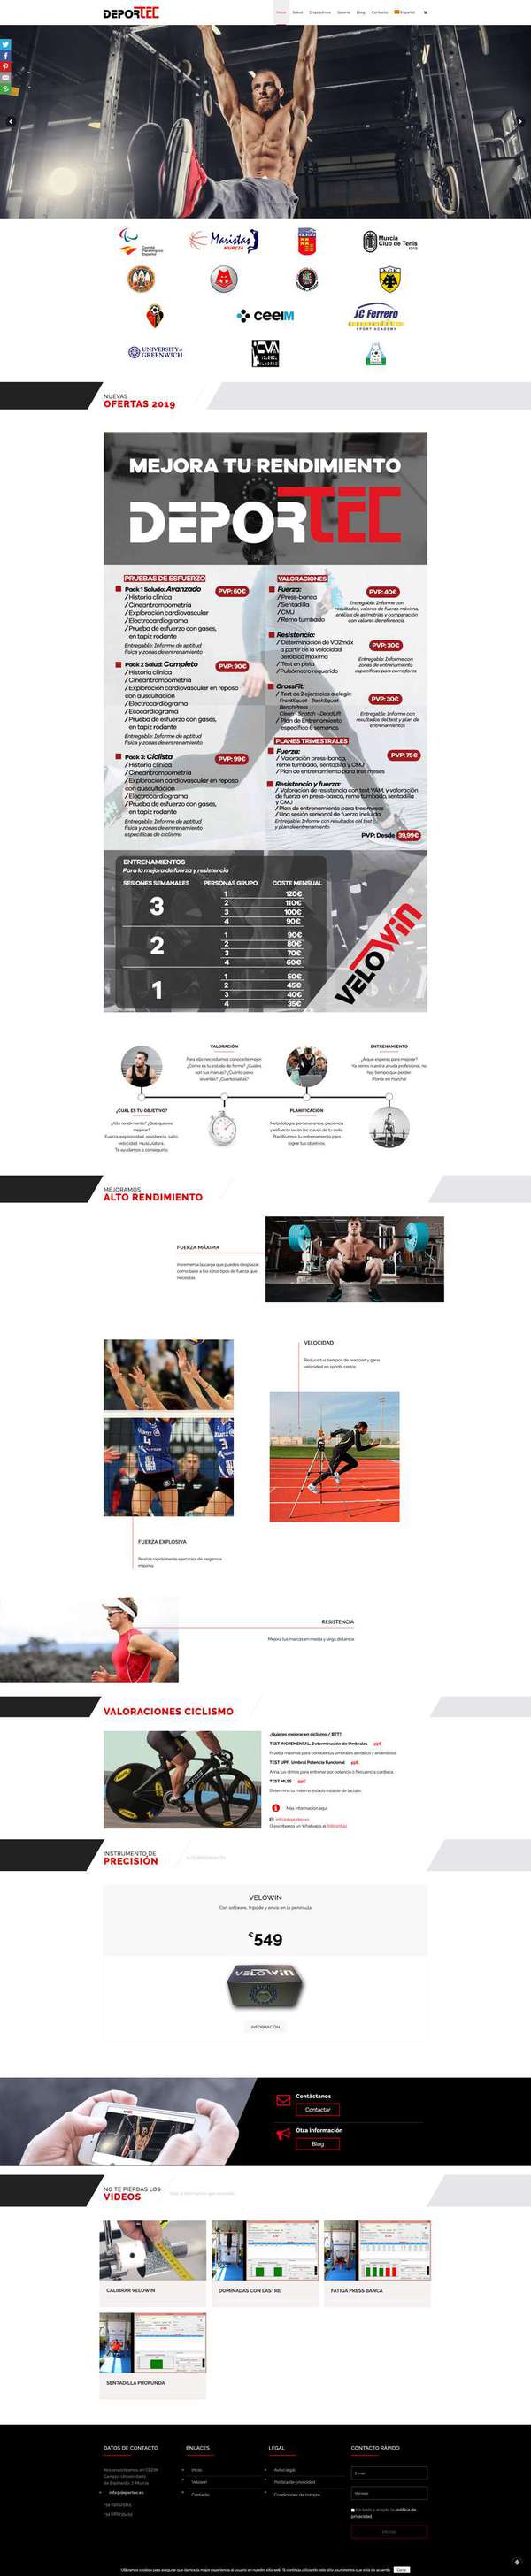 DEPORTEC
Inicio Salud Dispositivos Galería Blog Contacto Español
Comité Paralímpico Español
Maristas MURCIA
Murcia Club de Tenis
1919
ceeim
JC Ferrero
equelite
SPORT ACADEMY
UNIVERSITY of GREENWICH
CVA
NUEVAS
OFERTAS 2019
MEJORA TU RENDIMIENTO
DEPORTEC
PRUEBAS DE ESFUERZO
Pack 1 Saludo: Avanzado
PVP: 60€
/Historia clínica
/Cineantrompometría
/Exploración cardiovascular
/Electrocardiograma
/Prueba de esfuerzo con gases,
en tapiz rodante
Entregable: Informe de aptitud
física y zonas de entrenamiento
Pack 2 Salud: Completo
PVP: 90€
/Historia clínica
/Cineantrompometría
/Exploración cardiovascular en reposo
con auscultación
/Electrocardiograma
/Ecocardiograma
/Prueba de esfuerzo con gases,
en tapiz rodante
Entregable: Informe de aptitud
física y zonas de entrenamiento
Pack 3: Ciclista
PVP: 99€
/Historia clínica
/Cineantrompormetría
/Exploración cardiovascular en reposo
con auscultación
/Electrocardiograma
/Prueba de esfuerzo con gases,
en tapiz rodante
Entregable: Informe de aptitud
física y zonas de entrenamiento
específicas de ciclismo
VALORACIONES
Fuerza:
PVP: 40€
/Press-banca
/Sentadilla
/CMJ
/Remo tumbado
Entregable: Informe con
resultados, valores de fuerza máxima,
análisis de asimetrías y comparación
con valores de referencia.
Resistencia:
/ Determinación de VO2máx
a partir de la velocidad
aeróbica máxima
/ Test en pista
/Pulsómetro requerido
PVP: 30€
Entregable: Informe con
zonas de entrenamiento
específicas para corredores
CrossFit:
/ Test de 2 ejercicios a elegir:
FrontSquat - BackSquat
BenchPress
Clean - Snatch - DeadLift
/ Plan de Entrenamiento
específico 6 semanas
PVP: 30€
Entregable: Informe con
resultados del test y plan de
entrenamientos
PLANES TRIMESTRALES
Fuerza:
PVP: 75€
/ Valoración press-banca,
remo tumbado, sentadilla y CMJ
/Plan de entrenamiento para tres meses
Resistencia y fuerza:
/ Valoración de resistencia con test VAM, y valoración
de fuerza en press-banca, remo tumbado, sentadilla
y CMJ
/Plan de entrenamiento para tres meses
/Una sesión semanal de fuerza incluida
Entregable: Informe con resultados del test
y plan de entrenamiento
PVP: Desde 39,99€
ENTRENAMIENTOS
Para la mejora de fuerza y resistencia
SESIONES SEMANALES PERSONAS GRUPO COSTE MENSUAL
3
1 120€
2 110€
3 100€
4 90€
2
1 90€
2 80€
3 70€
4 60€
1
1 50€
2 45€
3 40€
4 35€
VELOWIN
VALORACIÓN
Para ello necesitamos conocerte mejor.
¿Cómo es tu estado de forma? ¿Cuáles
son tus marcas? ¿Cuánto peso
levantas? ¿Cuánto saltas?
ENTRENAMIENTO
¿A qué esperas para mejorar?
Ya tienes nuestra ayuda profesional, no
hay tiempo que perder.
¡Ponte en marcha!
¿CUÁL ES TU OBJETIVO?
¿Alto rendimiento? ¿Qué quieres
mejorar?
Fuerza, explosividad, resistencia, salto,
velocidad, musculatura.
Te ayudamos a conseguirlo.
PLANIFICACIÓN
Metodología, perseverancia, paciencia
y esfuerzo serán las claves de tu éxito.
Planificamos tu entrenamiento para
lograr tus objetivos.
MEJORAMOS
ALTO RENDIMIENTO
FUERZA MÁXIMA
Incrementa la carga que puedes desplazar
como base a los otros tipos de fuerza que
necesitas
VELOCIDAD
Reduce tus tiempos de reacción y gana
velocidad en sprints cortos
FUERZA EXPLOSIVA
Realiza rápidamente ejercicios de exigencia
máxima
RESISTENCIA
Mejora tus marcas en media y larga distancia
VALORACIONES CICLISMO
¿Quieres mejorar en ciclismo / BTT?
TEST INCREMENTAL. Determinación de Umbrales
Prueba maximal para conocer tus umbrales aeróbico y anaeróbico.
TEST UPF. Umbral Potencia Funcional
Afina tus ritmos para entrenar por potencia o frecuencia cardiaca.
TEST MLSS
Determina tu máximo estado estable de lactato.
Más información aquí
info@deportec.es
O escríbenos un Whatsapp al
INSTRUMENTO DE
PRECISIÓN
ALTO RENDIMIENTO
VELOWIN
Con software, trípode y envío en la península
€549
VELOWIN
INFORMACIÓN
Contáctanos
Contactar
Otra información
Blog
NO TE PIERDAS LOS
VIDEOS
CALIBRAR VELOWIN
DOMINADAS CON LASTRE
FATIGA PRESS-BANCA
SENTADILLA PROFUNDA
DATOS DE CONTACTO
Nos encontramos en CEEIM
Campus Universitario
de Espinardo, 7, Murcia
info@deportec.es
ENLACES
Inicio
Velowin
Contacto
LEGAL
Aviso legal
Política de privacidad
Condiciones de compra
CONTACTO RÁPIDO
E-mail
Mensaje
He leído y acepto la política de
privacidad
ENVIAR
Utilizamos cookies para asegurar que damos la mejor experiencia al usuario en nuestro sitio web. Si continúa utilizando este sitio asumiremos que está de acuerdo. Cerrar